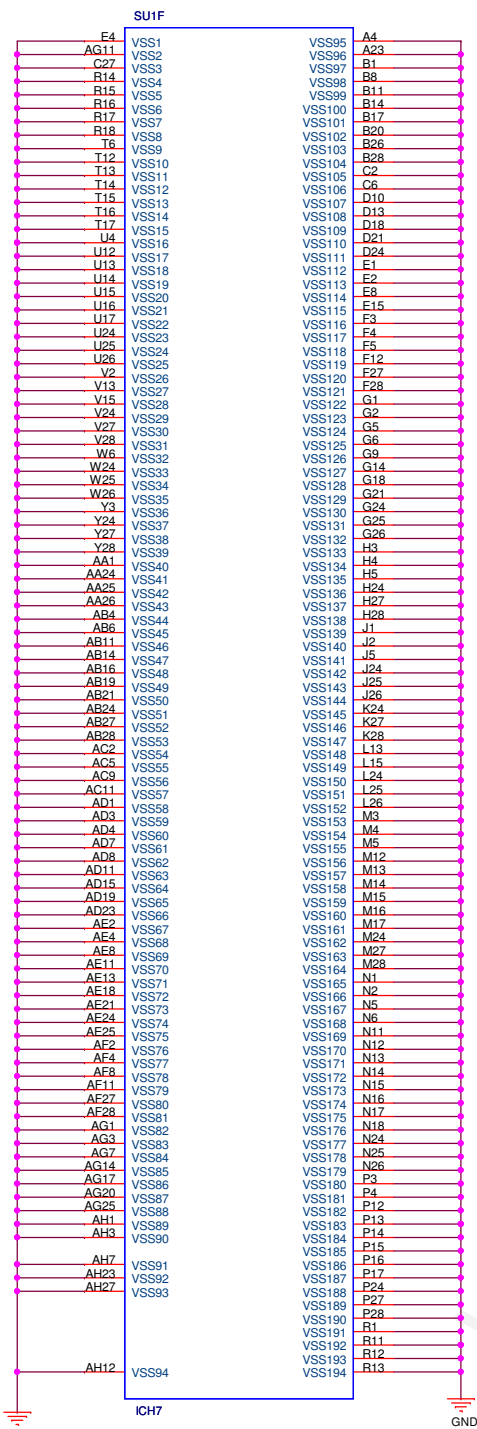 SU1F
E4 VSS1
AG11 VSS2
C27 VSS3
R14 VSS4
R15 VSS5
R16 VSS6
R17 VSS7
R18 VSS8
T6 VSS9
T12 VSS10
T13 VSS11
T14 VSS12
T15 VSS13
T16 VSS14
T17 VSS15
U4 VSS16
U12 VSS17
U13 VSS18
U14 VSS19
U15 VSS20
U16 VSS21
U17 VSS22
U24 VSS23
U25 VSS24
U26 VSS25
V2 VSS26
V13 VSS27
V15 VSS28
V24 VSS29
V27 VSS30
V28 VSS31
W6 VSS32
W24 VSS33
W25 VSS34
W26 VSS35
Y3 VSS36
Y24 VSS37
Y27 VSS38
Y28 VSS39
AA1 VSS40
AA24 VSS41
AA25 VSS42
AA26 VSS43
AB4 VSS44
AB6 VSS45
AB11 VSS46
AB14 VSS47
AB16 VSS48
AB19 VSS49
AB21 VSS50
AB24 VSS51
AB27 VSS52
AB28 VSS53
AC2 VSS54
AC5 VSS55
AC9 VSS56
AC11 VSS57
AD1 VSS58
AD3 VSS59
AD4 VSS60
AD7 VSS61
AD8 VSS62
AD11 VSS63
AD15 VSS64
AD19 VSS65
AD23 VSS66
AE2 VSS67
AE4 VSS68
AE8 VSS69
AE11 VSS70
AE13 VSS71
AE18 VSS72
AE21 VSS73
AE24 VSS74
AE25 VSS75
AF2 VSS76
AF4 VSS77
AF8 VSS78
AF11 VSS79
AF27 VSS80
AF28 VSS81
AG1 VSS82
AG3 VSS83
AG7 VSS84
AG14 VSS85
AG17 VSS86
AG20 VSS87
AG25 VSS88
AH1 VSS89
AH3 VSS90
AH7 VSS91
AH23 VSS92
AH27 VSS93
AH12 VSS94
VSS95 A4
VSS96 A23
VSS97 B1
VSS98 B8
VSS99 B11
VSS100 B14
VSS101 B17
VSS102 B20
VSS103 B26
VSS104 B28
VSS105 C2
VSS106 C6
VSS107 D10
VSS108 D13
VSS109 D18
VSS110 D21
VSS111 D24
VSS112 E1
VSS113 E2
VSS114 E8
VSS115 E15
VSS116 F3
VSS117 F4
VSS118 F5
VSS119 F12
VSS120 F27
VSS121 F28
VSS122 G1
VSS123 G2
VSS124 G5
VSS125 G6
VSS126 G9
VSS127 G14
VSS128 G18
VSS129 G21
VSS130 G24
VSS131 G25
VSS132 G26
VSS133 H3
VSS134 H4
VSS135 H5
VSS136 H24
VSS137 H27
VSS138 H28
VSS139 J1
VSS140 J2
VSS141 J5
VSS142 J24
VSS143 J25
VSS144 J26
VSS145 K24
VSS146 K27
VSS147 K28
VSS148 L13
VSS149 L15
VSS150 L24
VSS151 L25
VSS152 L26
VSS153 M3
VSS154 M4
VSS155 M5
VSS156 M12
VSS157 M13
VSS158 M14
VSS159 M15
VSS160 M16
VSS161 M17
VSS162 M24
VSS163 M27
VSS164 M28
VSS165 N1
VSS166 N2
VSS167 N5
VSS168 N6
VSS169 N11
VSS170 N12
VSS171 N13
VSS172 N14
VSS173 N15
VSS174 N16
VSS175 N17
VSS176 N18
VSS177 N24
VSS178 N25
VSS179 N26
VSS180 P3
VSS181 P4
VSS182 P12
VSS183 P13
VSS184 P14
VSS185 P15
VSS186 P16
VSS187 P17
VSS188 P24
VSS189 P27
VSS190 P28
VSS191 R1
VSS192 R11
VSS193 R12
VSS194 R13
ICH7
GND